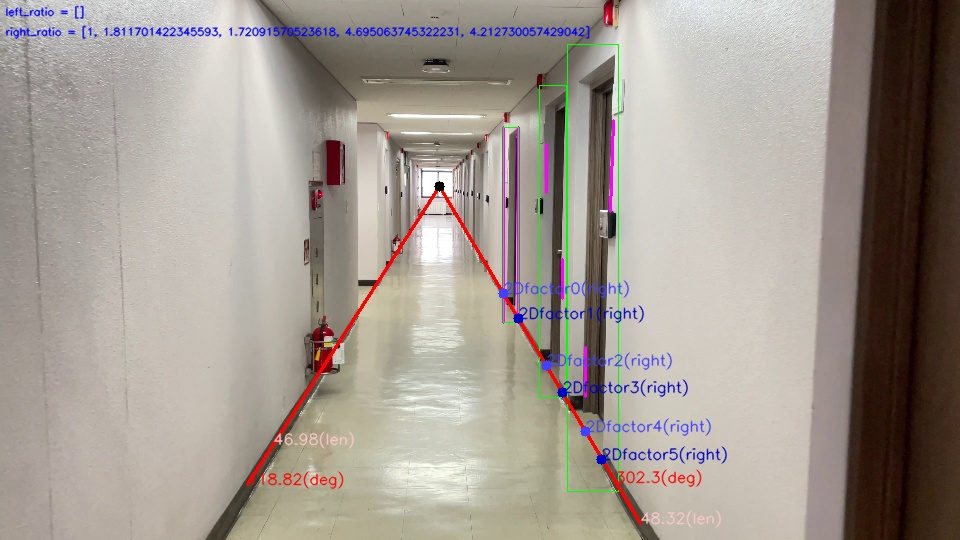 left_ratio = []
right_ratio = [1, 1.811701422345593, 1.72091570523618, 4.695063745322231, 4.212730057429042]
2Dfactor0(right)
2Dfactor1(right)
2Dfactor2(right)
2Dfactor3(right)
2Dfactor4(right)
46.98(len)
2Dfactor5(right)
18.82(deg)
302.3(deg)
48.32(len)